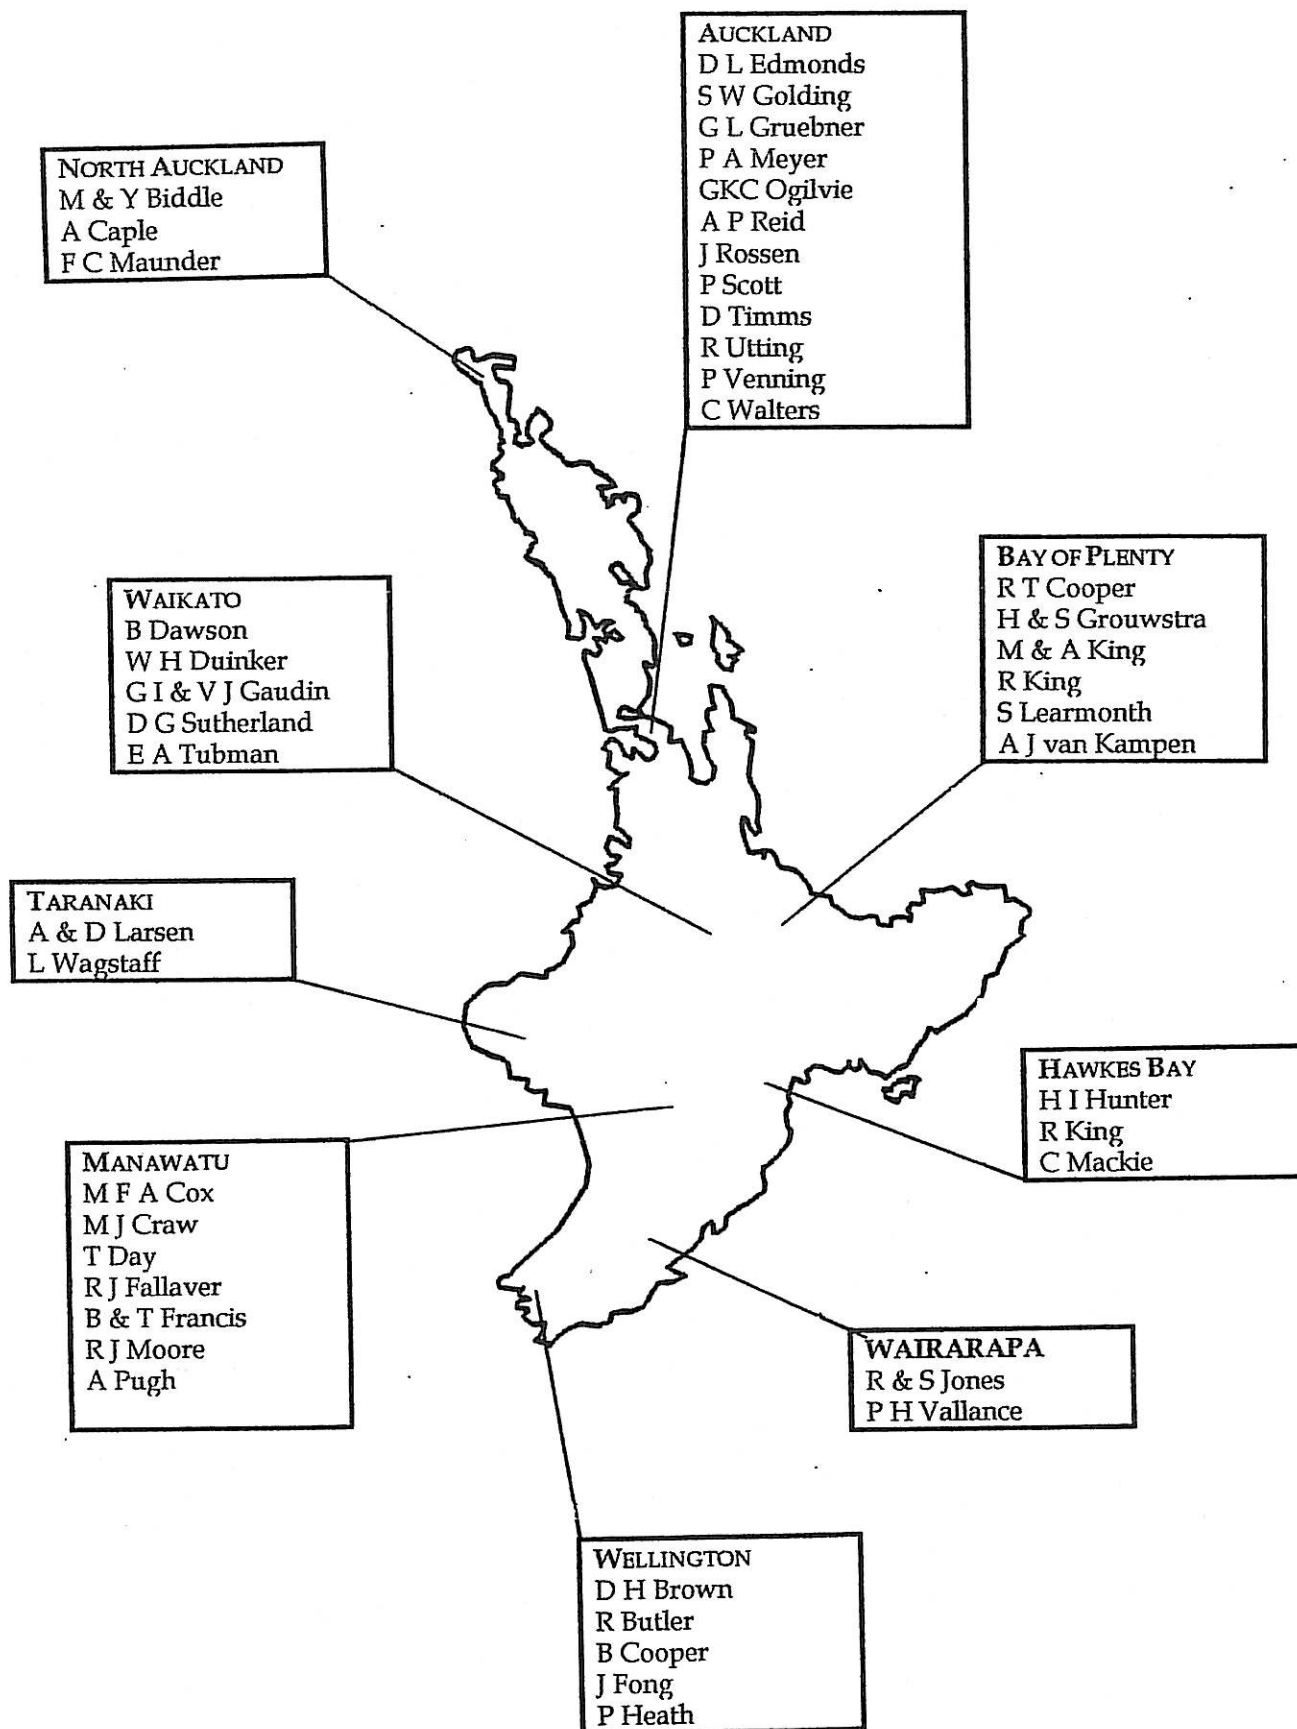 AUCKLAND
D L Edmonds
S W Golding
G L Gruebner
P A Meyer
GKC Ogilvie
A P Reid
J Rossen
P Scott
D Timms
R Utting
P Venning
C Walters
NORTH AUCKLAND
M & Y Biddle
A Caple
F C Maunder
BAY OF PLENTY
R T Cooper
H & S Grouwstra
M & A King
R King
S Learmonth
A J van Kampen
WAIKATO
B Dawson
W H Duinker
G I & V J Gaudin
D G Sutherland
E A Tubman
TARANAKI
A & D Larsen
L Wagstaff
HAWKES BAY
H I Hunter
R King
C Mackie
MANAWATU
M F A Cox
M J Craw
T Day
R J Fallaver
B & T Francis
R J Moore
A Pugh
WAIRARAPA
R & S Jones
P H Vallance
WELLINGTON
D H Brown
R Butler
B Cooper
J Fong
P Heath